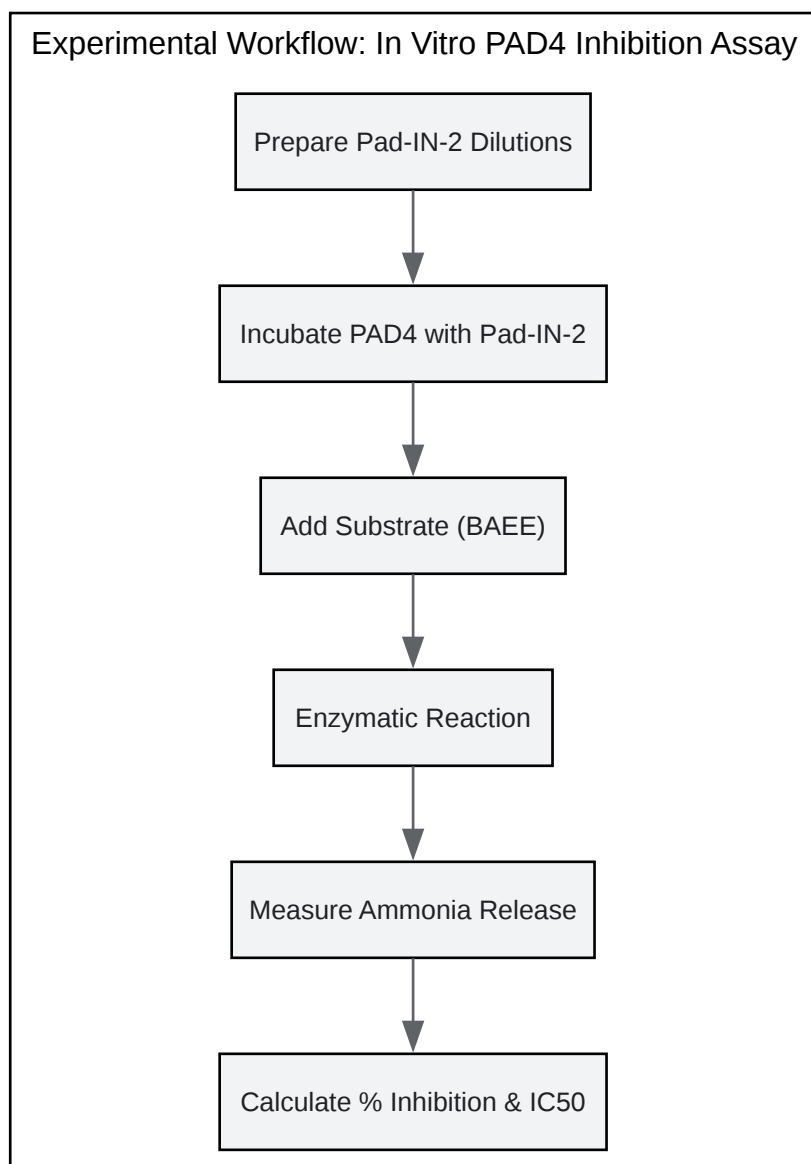 Experimental Workflow: In Vitro PAD4 Inhibition Assay
Prepare Pad-IN-2 Dilutions
Incubate PAD4 with Pad-IN-2
Add Substrate (BAEE)
Enzymatic Reaction
Measure Ammonia Release
Calculate % Inhibition & IC50